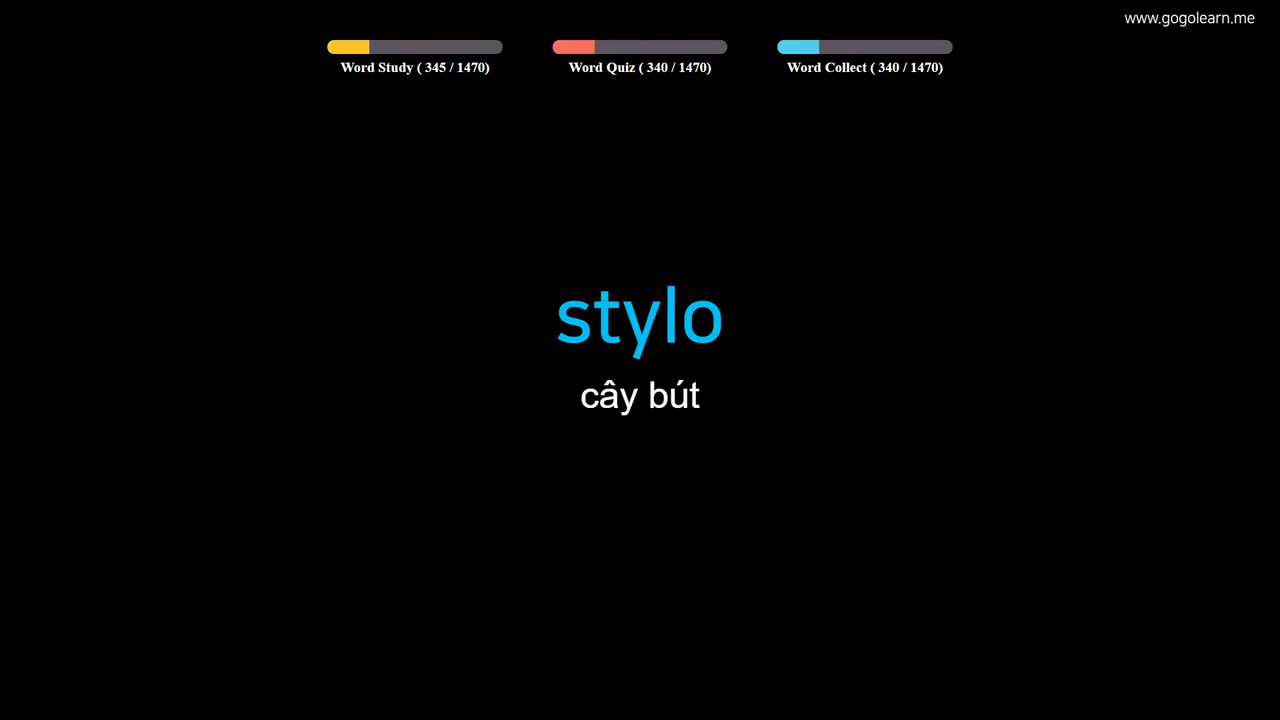 www.gogolearn.me
Word Study ( 345 / 1470)
Word Quiz ( 340 / 1470)
Word Collect ( 340 / 1470)
stylo
cây bút